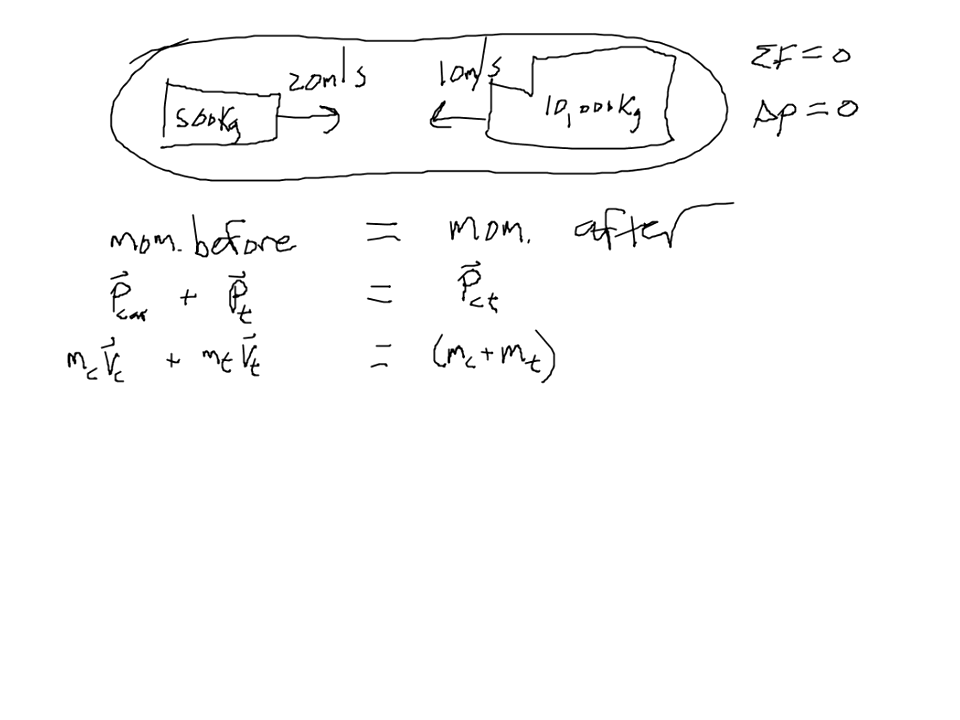 20m/s 10m/s ΣF = 0
500Kg 10,000Kg Δp = 0
mom. before = mom. after
P⃗car + P⃗t = P⃗ct
mcV⃗c + mtV⃗t = (mc + mt)